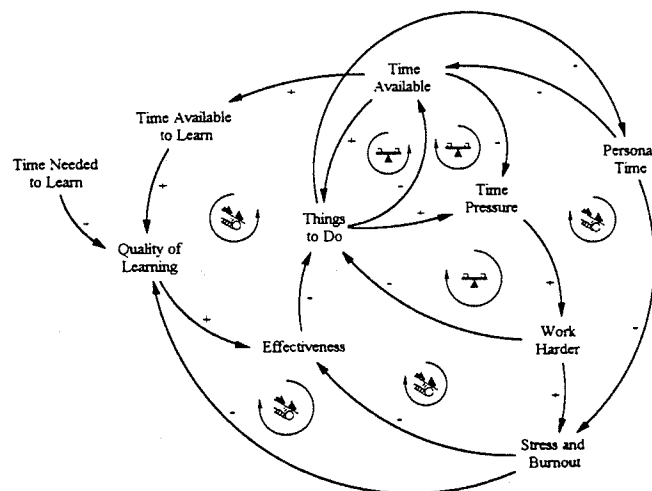 Time
Available
Time Available
to Learn
Time Needed
to Learn
Personal
Time
Time
Pressure
Things
to Do
Quality of
Learning
Work
Harder
Effectiveness
Stress and
Burnout
+
-
-
+
-
+
-
+
-
+
-
+
-
-
+
-
+
-
-